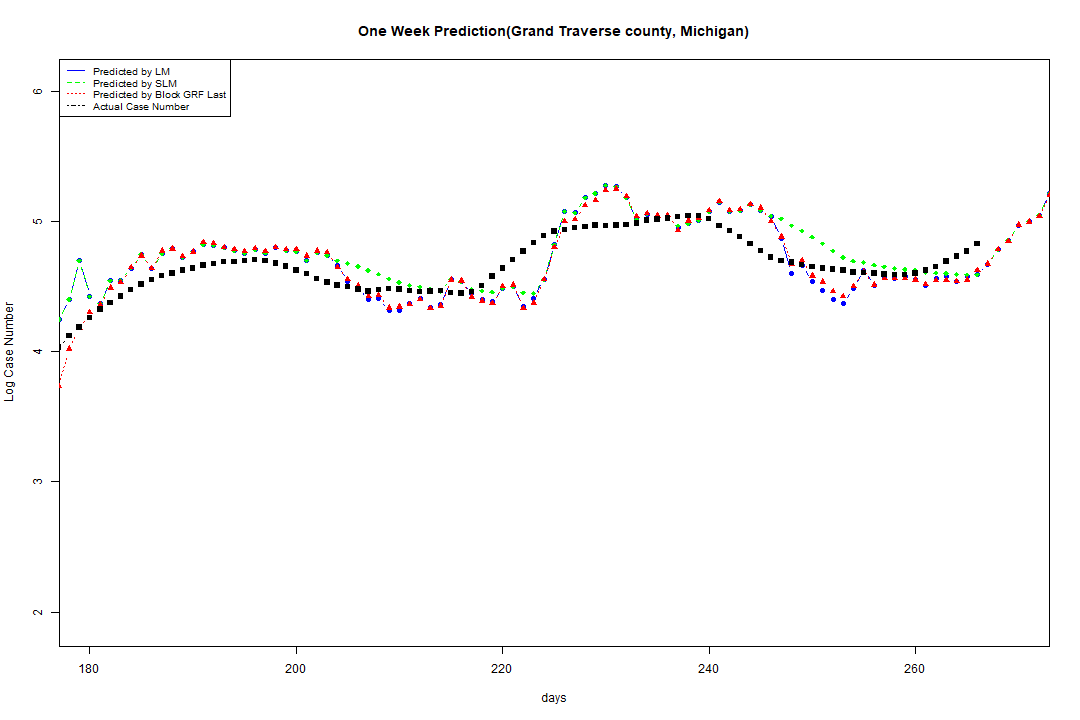 One Week Prediction(Grand Traverse county, Michigan)
Predicted by LM
Predicted by SLM
Predicted by Block GRF Last
Actual Case Number
6
5
4
3
2
Log Case Number
180 200 220 240 260
days